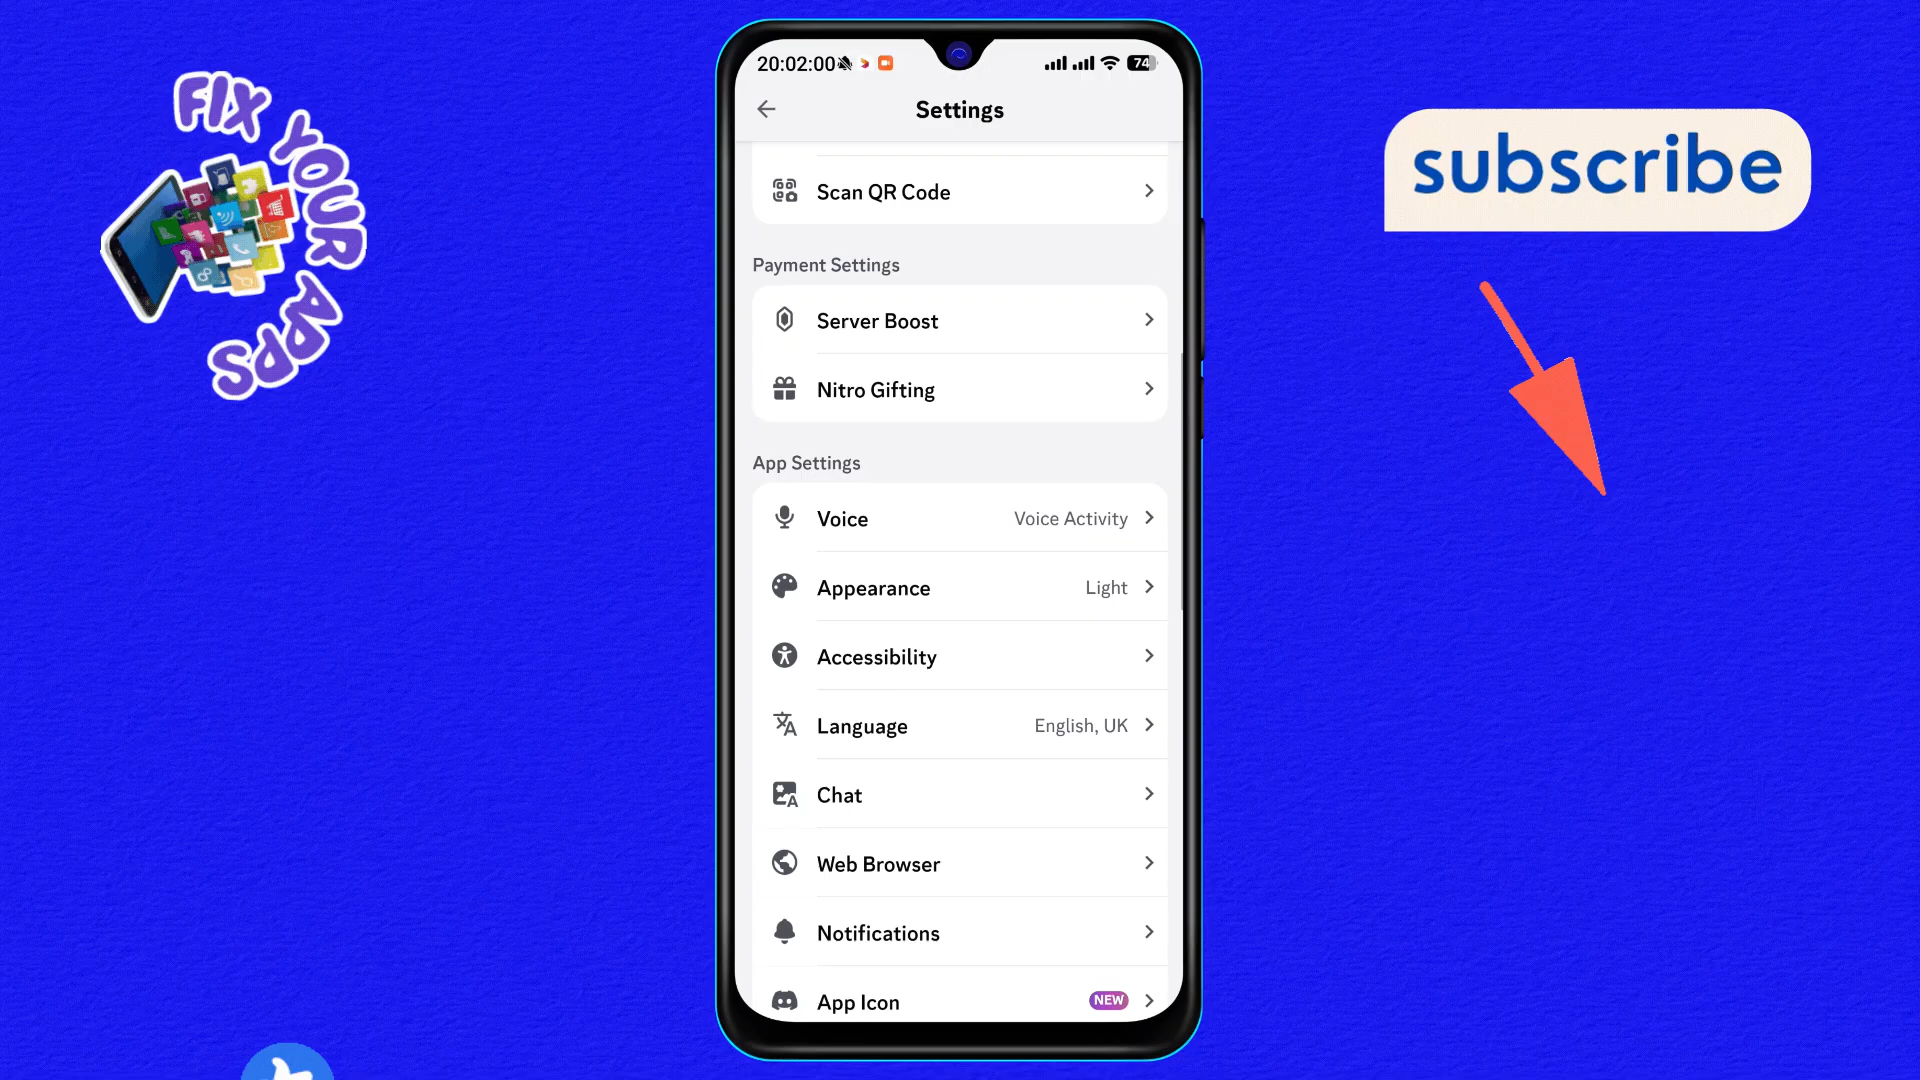 FIX YOUR APPS
subscribe
20:02:00
74
Settings
Scan QR Code
Payment Settings
Server Boost
Nitro Gifting
App Settings
Voice
Voice Activity
Appearance
Light
Accessibility
Language
English, UK
Chat
Web Browser
Notifications
App Icon
NEW